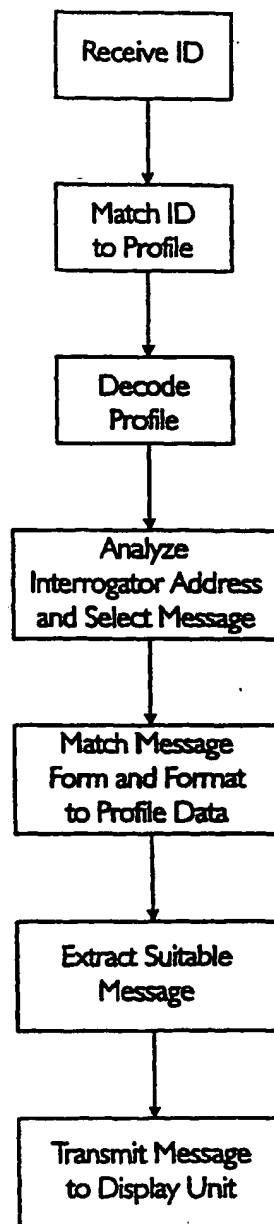 Receive ID
Match ID
to Profile
Decode
Profile
Analyze
Interrogator Address
and Select Message
Match Message
Form and Format
to Profile Data
Extract Suitable
Message
Transmit Message
to Display Unit